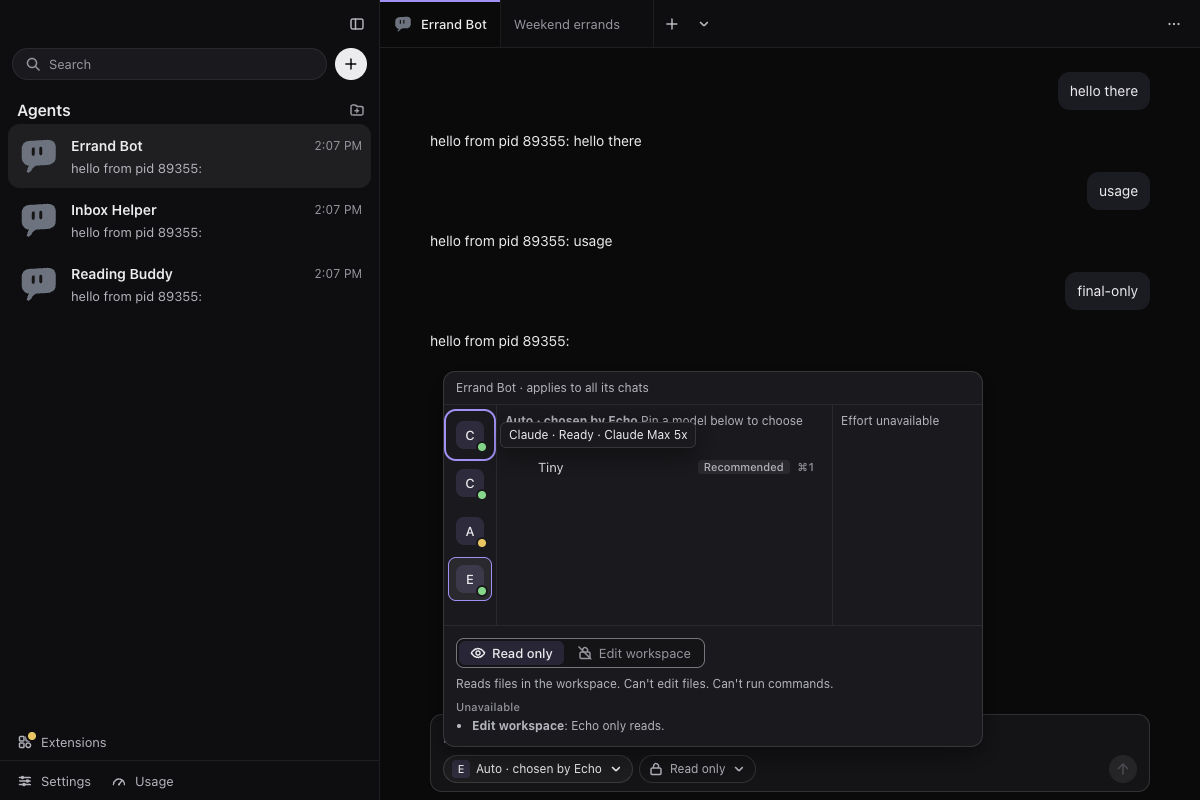 Search
Agents
Errand Bot
2:07 PM
hello from pid 89355:
Inbox Helper
2:07 PM
hello from pid 89355:
Reading Buddy
2:07 PM
hello from pid 89355:
Extensions
Settings
Usage
Errand Bot
Weekend errands
hello there
hello from pid 89355: hello there
usage
hello from pid 89355: usage
final-only
hello from pid 89355:
Errand Bot · applies to all its chats
C
C
A
E
Auto · chosen by Echo Pin a model below to choose
Claude · Ready · Claude Max 5x
Tiny
Recommended
⌘1
Effort unavailable
Read only
Edit workspace
Reads files in the workspace. Can't edit files. Can't run commands.
Unavailable
• Edit workspace: Echo only reads.
E
Auto · chosen by Echo
Read only